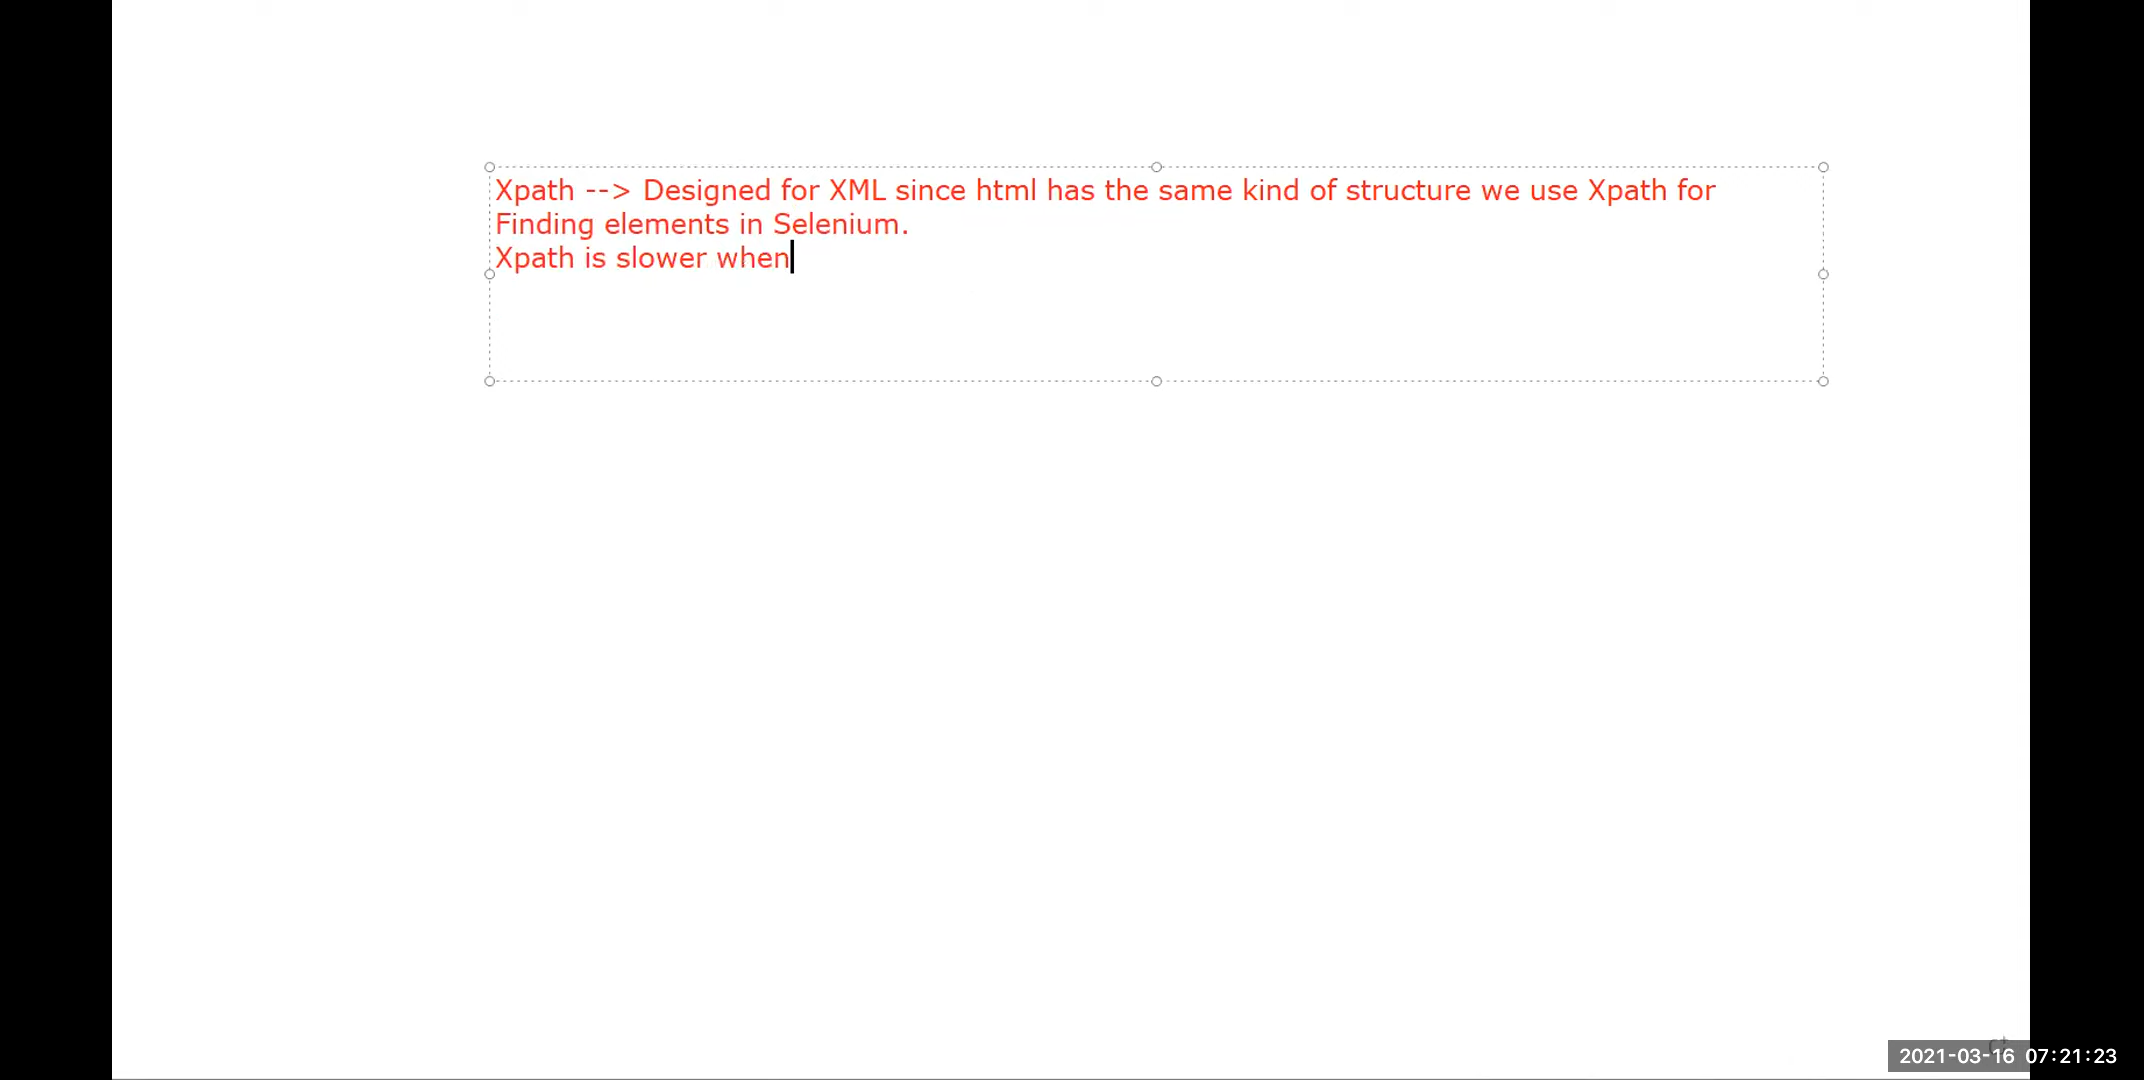 Xpath --> Designed for XML since html has the same kind of structure we use Xpath for
Finding elements in Selenium.
Xpath is slower when
2021-03-16 07:21:23